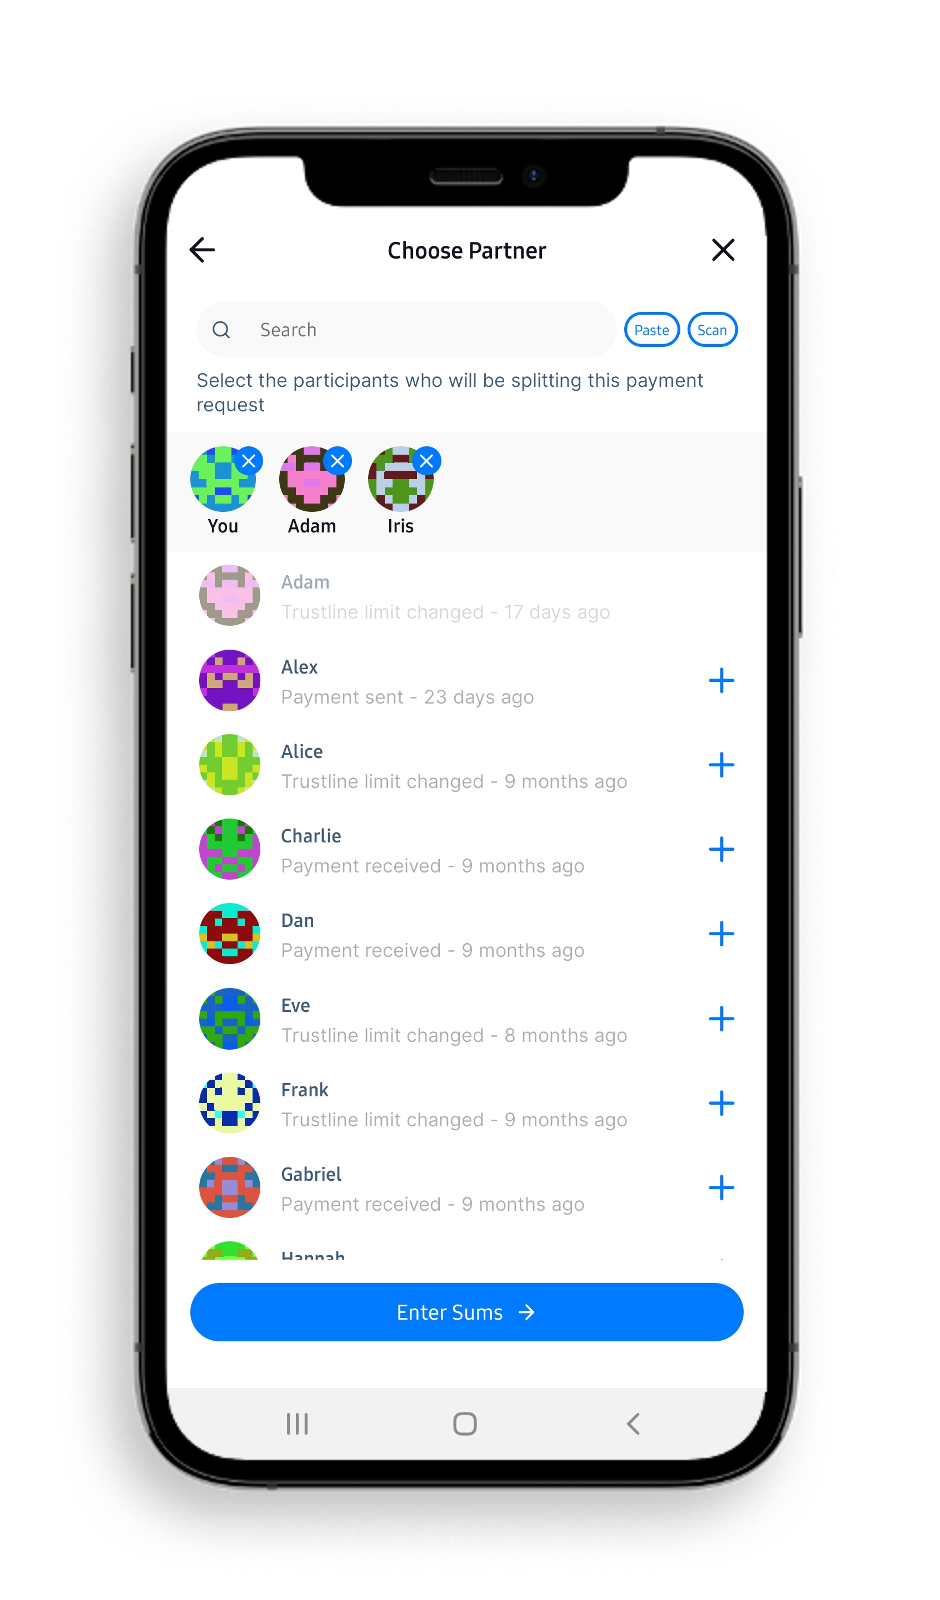 Choose Partner
Search
Paste
Scan
Select the participants who will be splitting this payment
request
You
Adam
Iris
Adam
Trustline limit changed - 17 days ago
Alex
Payment sent - 23 days ago
Alice
Trustline limit changed - 9 months ago
Charlie
Payment received - 9 months ago
Dan
Payment received - 9 months ago
Eve
Trustline limit changed - 8 months ago
Frank
Trustline limit changed - 9 months ago
Gabriel
Payment received - 9 months ago
Hannah
Enter Sums